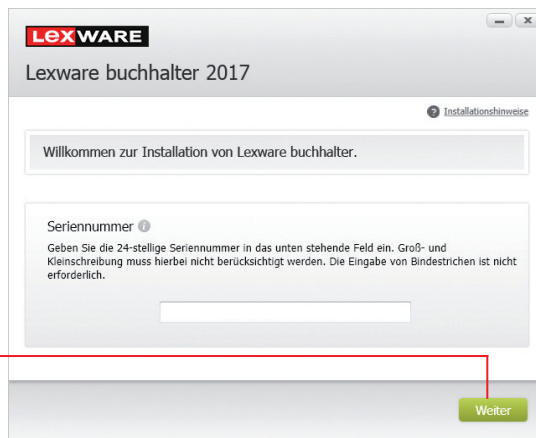 LEXWARE
Lexware buchhalter 2017
Installationshinweise
Willkommen zur Installation von Lexware buchhalter.
Seriennummer
Geben Sie die 24-stellige Seriennummer in das unten stehende Feld ein. Groß- und
Kleinschreibung muss hierbei nicht berücksichtigt werden. Die Eingabe von Bindestrichen ist nicht
erforderlich.
Weiter